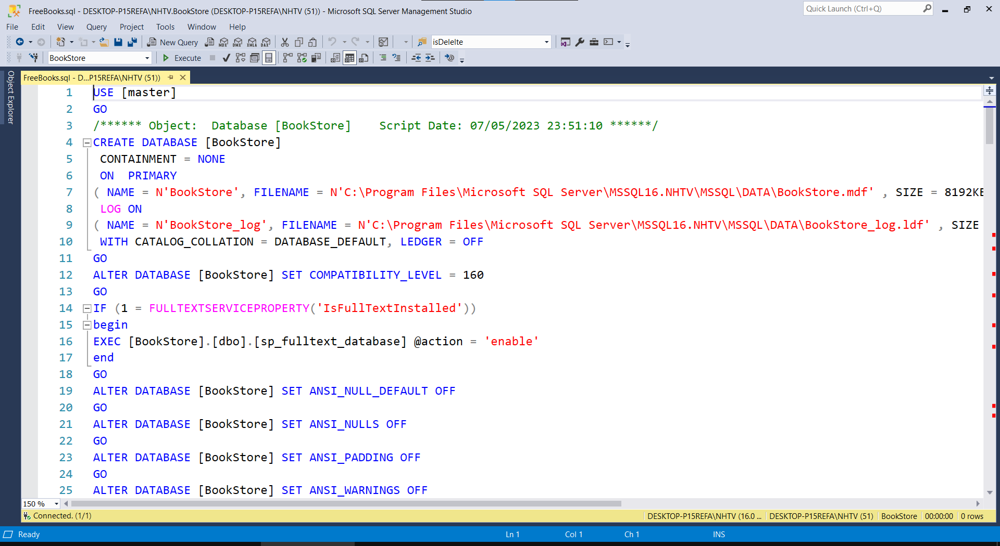 FreeBooks.sql - DESKTOP-P15REFA\NHTV.BookStore (DESKTOP-P15REFA\NHTV (51)) - Microsoft SQL Server Management Studio
Quick Launch (Ctrl+Q)
File Edit View Query Project Tools Window Help
New Query MDX DMX XMLA DAX isDelelte
BookStore Execute
Object Explorer
FreeBooks.sql - D...P15REFA\NHTV (51))
1 USE [master]
2 GO
3 /****** Object:  Database [BookStore]    Script Date: 07/05/2023 23:51:10 ******/
4 CREATE DATABASE [BookStore]
5  CONTAINMENT = NONE
6  ON  PRIMARY
7 ( NAME = N'BookStore', FILENAME = N'C:\Program Files\Microsoft SQL Server\MSSQL16.NHTV\MSSQL\DATA\BookStore.mdf' , SIZE = 8192KB
8  LOG ON
9 ( NAME = N'BookStore_log', FILENAME = N'C:\Program Files\Microsoft SQL Server\MSSQL16.NHTV\MSSQL\DATA\BookStore_log.ldf' , SIZE
10  WITH CATALOG_COLLATION = DATABASE_DEFAULT, LEDGER = OFF
11 GO
12 ALTER DATABASE [BookStore] SET COMPATIBILITY_LEVEL = 160
13 GO
14 IF (1 = FULLTEXTSERVICEPROPERTY('IsFullTextInstalled'))
15 begin
16 EXEC [BookStore].[dbo].[sp_fulltext_database] @action = 'enable'
17 end
18 GO
19 ALTER DATABASE [BookStore] SET ANSI_NULL_DEFAULT OFF
20 GO
21 ALTER DATABASE [BookStore] SET ANSI_NULLS OFF
22 GO
23 ALTER DATABASE [BookStore] SET ANSI_PADDING OFF
24 GO
25 ALTER DATABASE [BookStore] SET ANSI_WARNINGS OFF
150 %
Connected. (1/1) DESKTOP-P15REFA\NHTV (16.0 ... DESKTOP-P15REFA\NHTV (51) BookStore 00:00:00 0 rows
Ready Ln 1 Col 1 Ch 1 INS